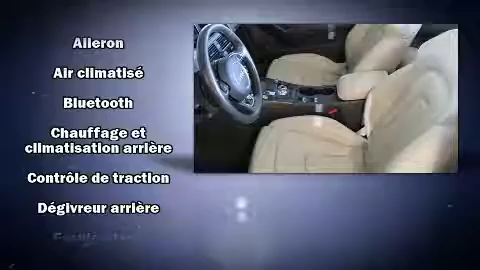 Aileron
Air climatisé
Bluetooth
Chauffage et
climatisation arrière
Contrôle de traction
Dégivreur arrière